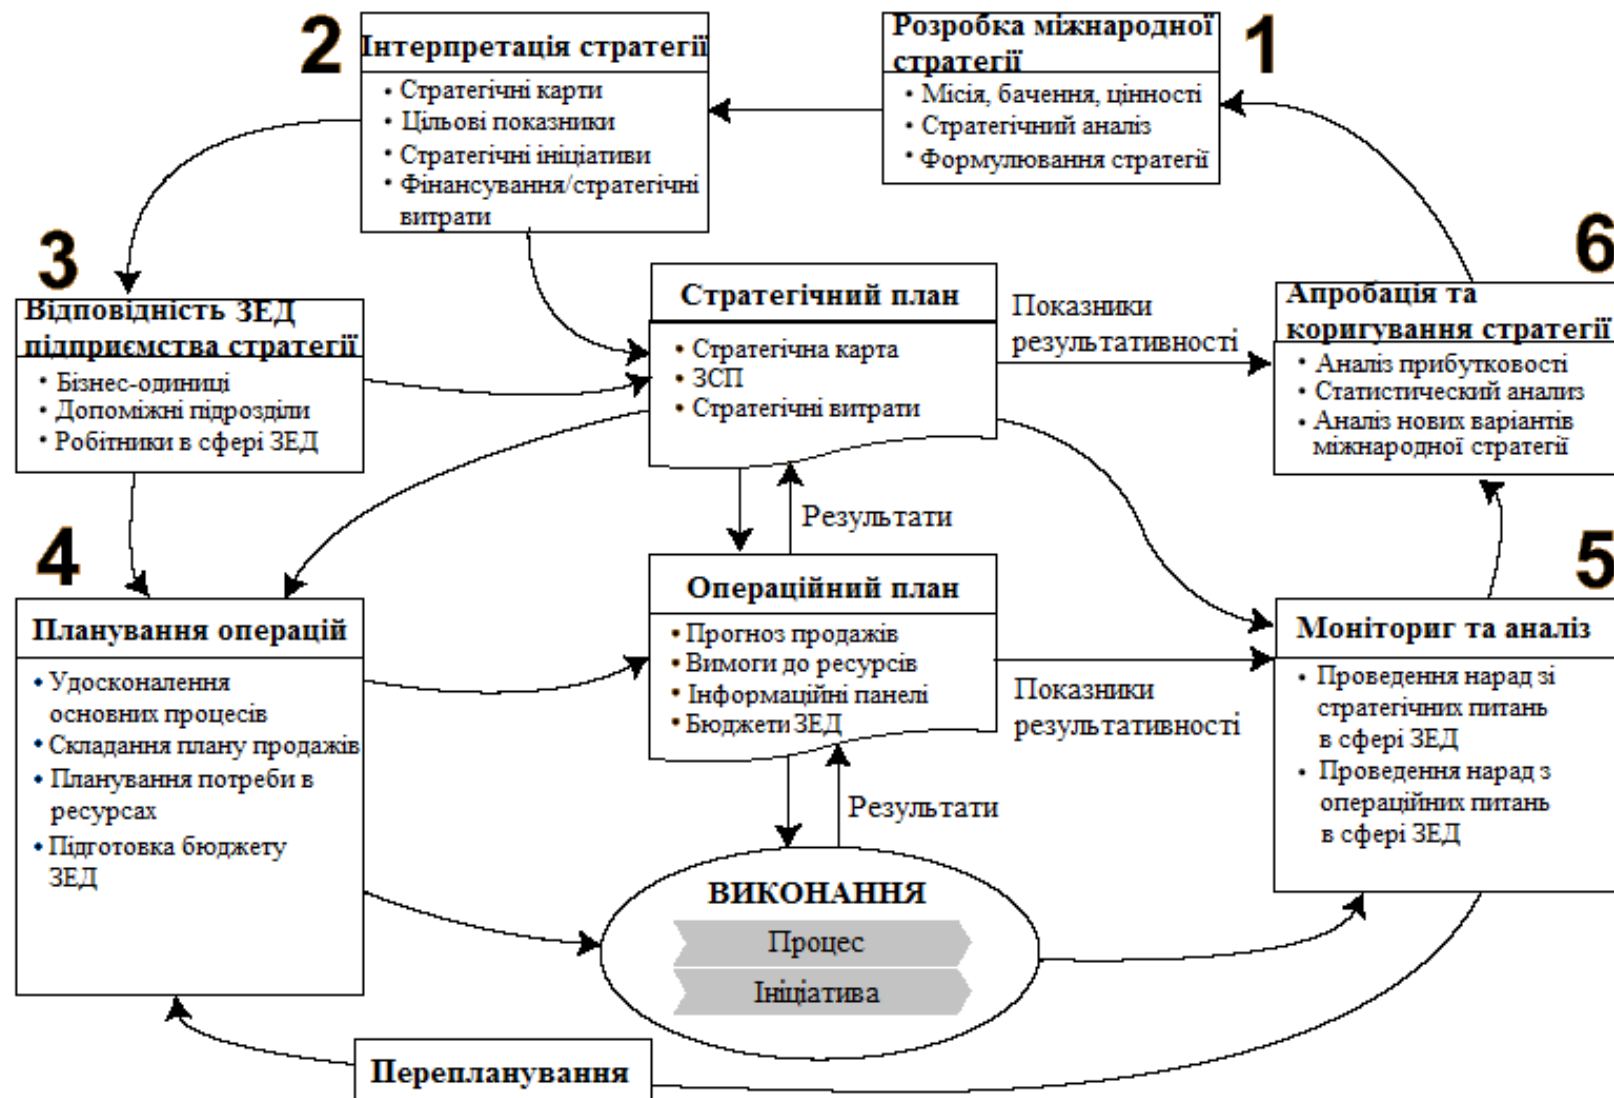 2
Інтерпретація стратегії
• Стратегічні карти
• Цільові показники
• Стратегічні ініціативи
• Фінансування/стратегічні
витрати
1
Розробка міжнародної
стратегії
• Місія, бачення, цінності
• Стратегічний аналіз
• Формулювання стратегії
3
Відповідність ЗЕД
підприємства стратегії
• Бізнес-одиниці
• Допоміжні підрозділи
• Робітники в сфері ЗЕД
Стратегічний план
• Стратегічна карта
• ЗСП
• Стратегічні витрати
Показники
результативності
6
Апробація та
коригування стратегії
• Аналіз прибутковості
• Статистический анализ
• Аналіз нових варіантів
міжнародної стратегії
Результати
4
Планування операцій
• Удосконалення
основних процесів
• Складання плану продажів
• Планування потреби в
ресурсах
• Підготовка бюджету
ЗЕД
Операційний план
• Прогноз продажів
• Вимоги до ресурсів
• Інформаційні панелі
• Бюджети ЗЕД
Показники
результативності
5
Моніториг та аналіз
• Проведення нарад зі
стратегічних питань
в сфері ЗЕД
• Проведення нарад з
операційних питань
в сфері ЗЕД
Результати
ВИКОНАННЯ
Процес
Ініціатива
Перепланування